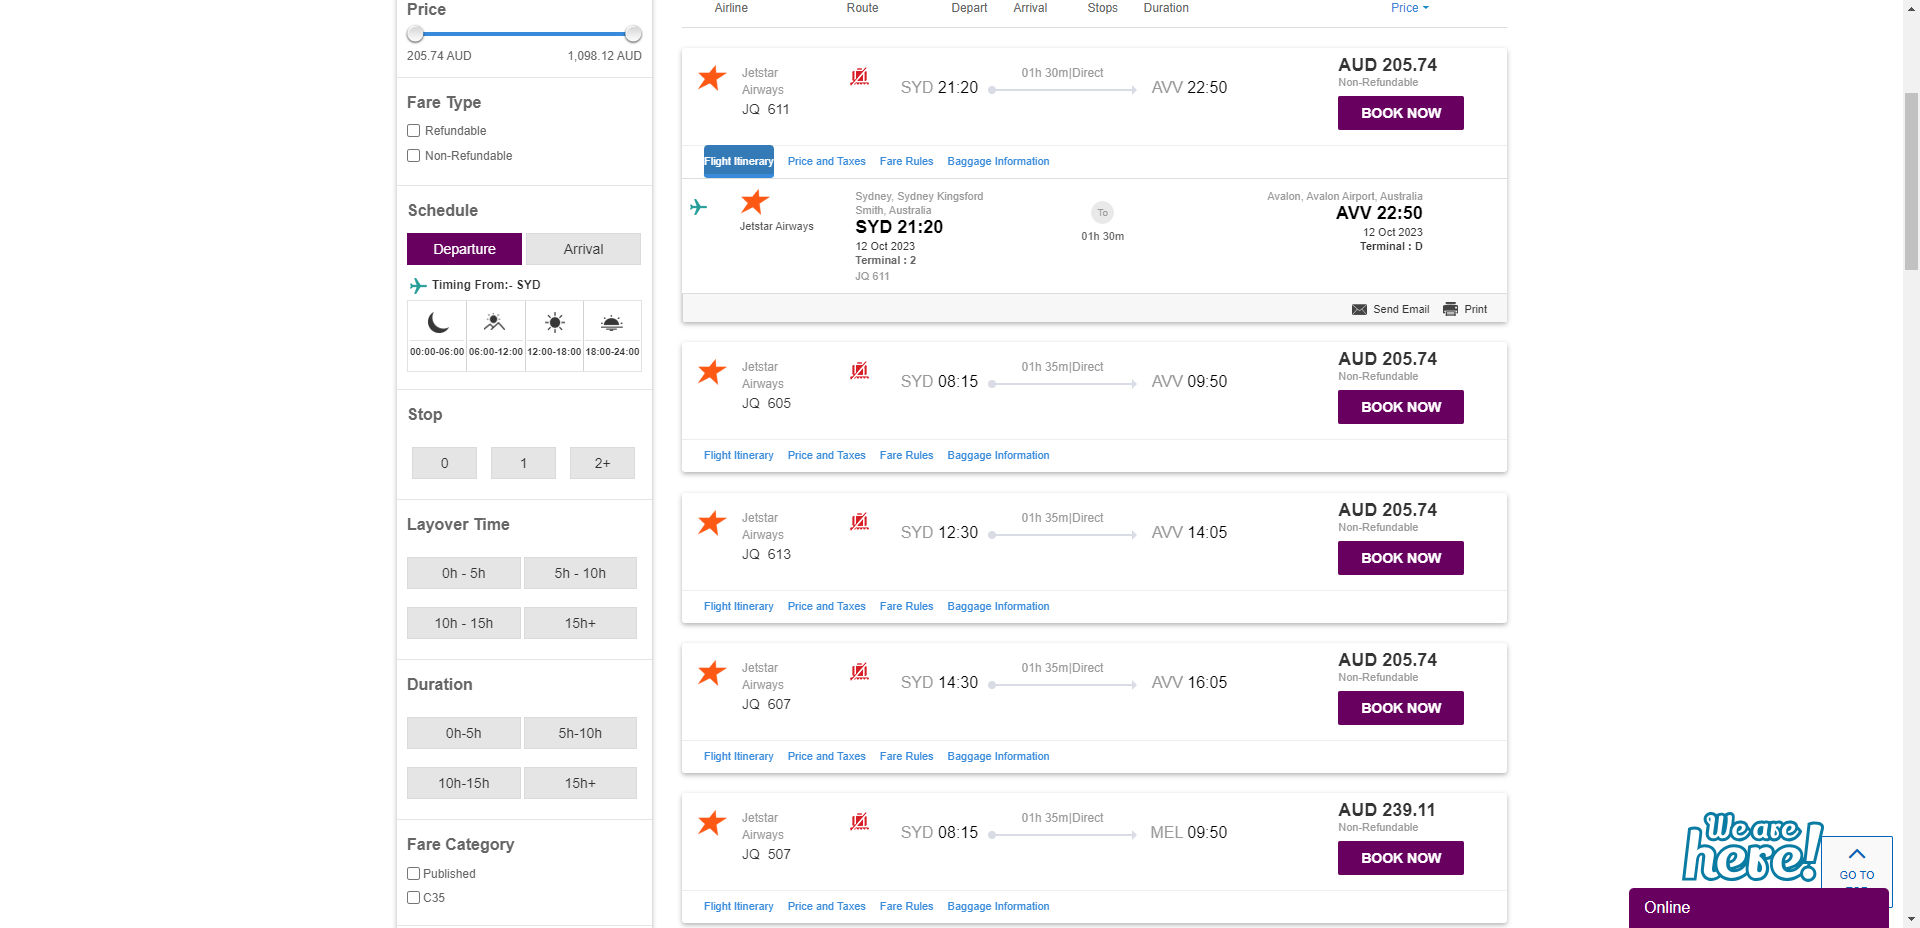 Price
205.74 AUD 1,098.12 AUD
Fare Type
Refundable
Non-Refundable
Schedule
Departure Arrival
Timing From:- SYD
00:00-06:00 06:00-12:00 12:00-18:00 18:00-24:00
Stop
0 1 2+
Layover Time
0h - 5h 5h - 10h
10h - 15h 15h+
Duration
0h-5h 5h-10h
10h-15h 15h+
Fare Category
Published
C35
Airline Route Depart Arrival Stops Duration Price
Jetstar
Airways
JQ 611
SYD 21:20
01h 30m|Direct
AVV 22:50
AUD 205.74
Non-Refundable
BOOK NOW
Flight Itinerary Price and Taxes Fare Rules Baggage Information
Jetstar Airways
Sydney, Sydney Kingsford
Smith, Australia
SYD 21:20
12 Oct 2023
Terminal : 2
JQ 611
To
01h 30m
Avalon, Avalon Airport, Australia
AVV 22:50
12 Oct 2023
Terminal : D
Send Email Print
Jetstar
Airways
JQ 605
SYD 08:15
01h 35m|Direct
AVV 09:50
AUD 205.74
Non-Refundable
BOOK NOW
Flight Itinerary Price and Taxes Fare Rules Baggage Information
Jetstar
Airways
JQ 613
SYD 12:30
01h 35m|Direct
AVV 14:05
AUD 205.74
Non-Refundable
BOOK NOW
Flight Itinerary Price and Taxes Fare Rules Baggage Information
Jetstar
Airways
JQ 607
SYD 14:30
01h 35m|Direct
AVV 16:05
AUD 205.74
Non-Refundable
BOOK NOW
Flight Itinerary Price and Taxes Fare Rules Baggage Information
Jetstar
Airways
JQ 507
SYD 08:15
01h 35m|Direct
MEL 09:50
AUD 239.11
Non-Refundable
BOOK NOW
Flight Itinerary Price and Taxes Fare Rules Baggage Information
We are
here!
GO TO
Online